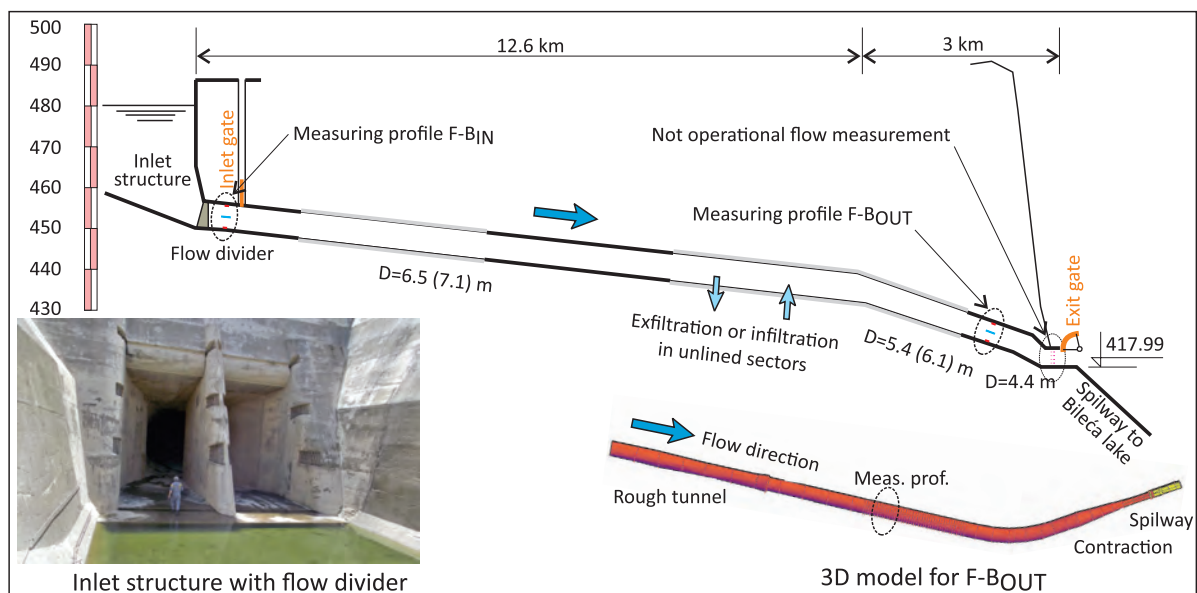 500
490
480
470
460
450
440
430
12.6 km
3 km
Inlet gate
Measuring profile F-BIN
Not operational flow measurement
Inlet
structure
Measuring profile F-BOUT
Flow divider
D=6.5 (7.1) m
Exfiltration or infiltration
in unlined sectors
D=5.4 (6.1) m
D=4.4 m
Exit gate
417.99
Spilway to
Bileća lake
Flow direction
Meas. prof.
Rough tunnel
Spilway
Contraction
Inlet structure with flow divider
3D model for F-BOUT